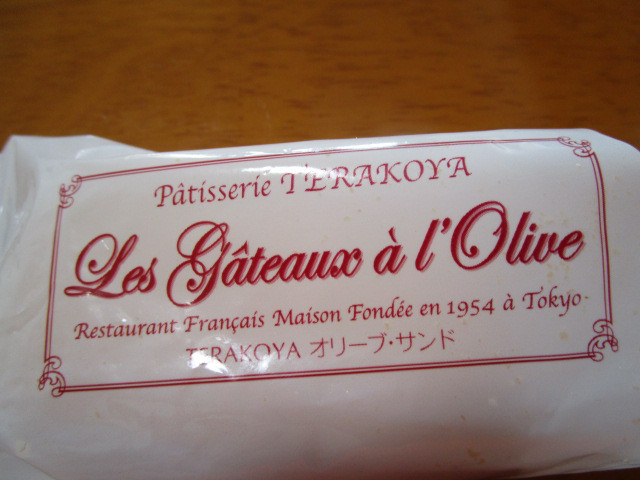 Pâtisserie TERAKOYA
Les Gâteaux à l'Olive
Restaurant Français Maison Fondée en 1954 à Tokyo
TERAKOYA オリーブ・サンド